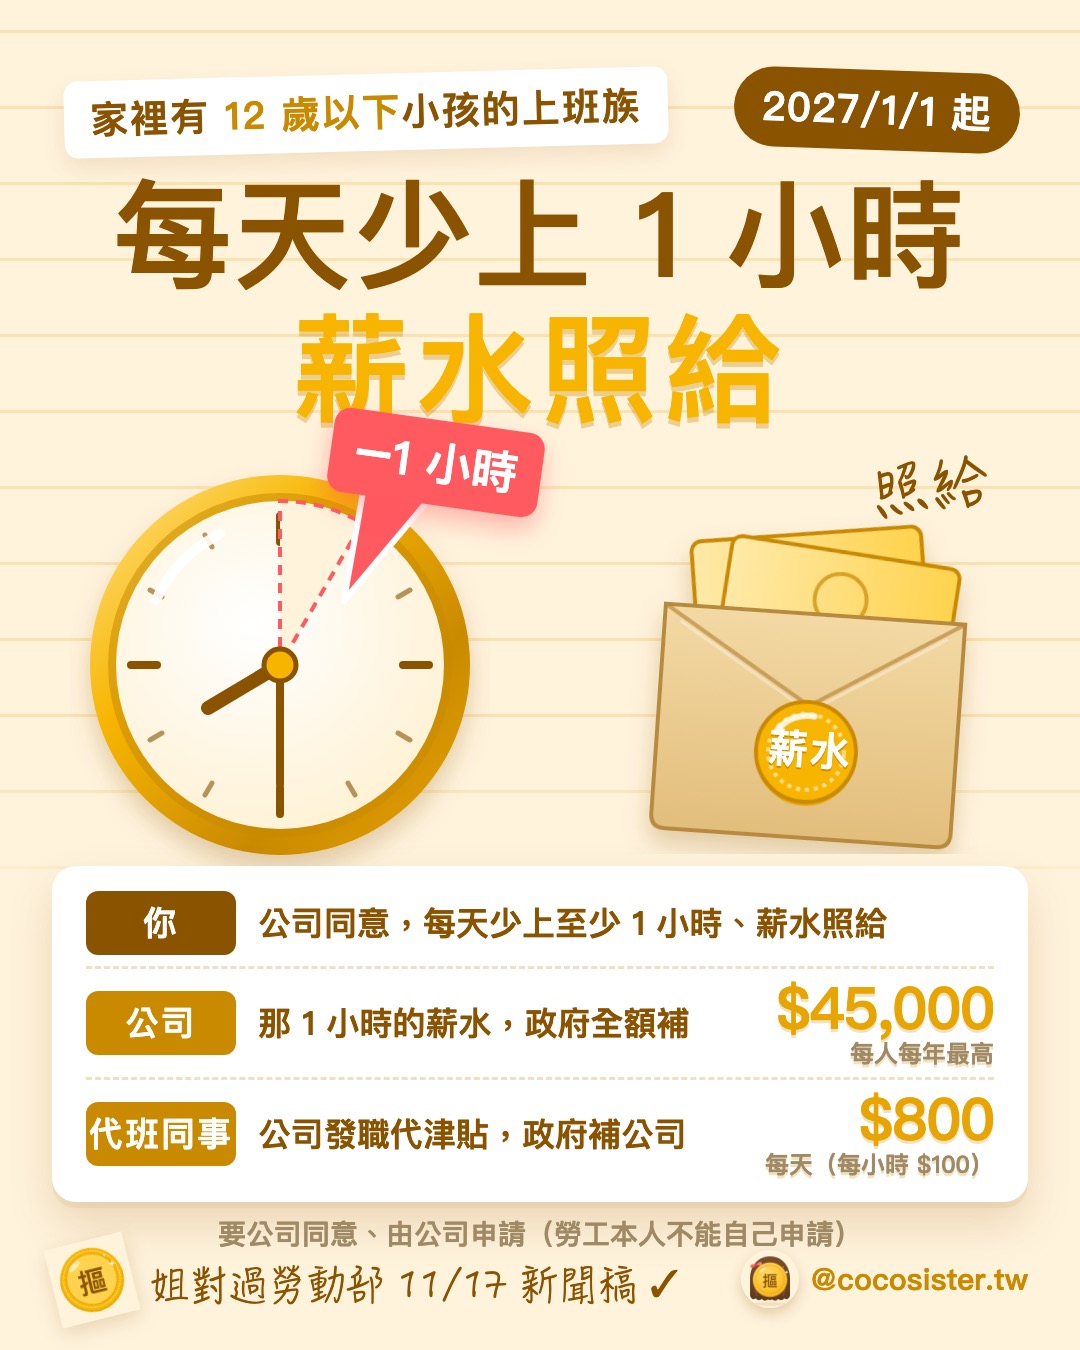 家裡有 12 歲以下小孩的上班族
2027/1/1 起
每天少上 1 小時
薪水照給
−1 小時
照給
薪水
你
公司同意，每天少上至少 1 小時、薪水照給
公司
那 1 小時的薪水，政府全額補
$45,000
每人每年最高
代班同事
公司發職代津貼，政府補公司
$800
每天（每小時 $100）
要公司同意、由公司申請（勞工本人不能自己申請）
摳
姐對過勞動部 11/17 新聞稿 ✓
摳
@cocosister.tw